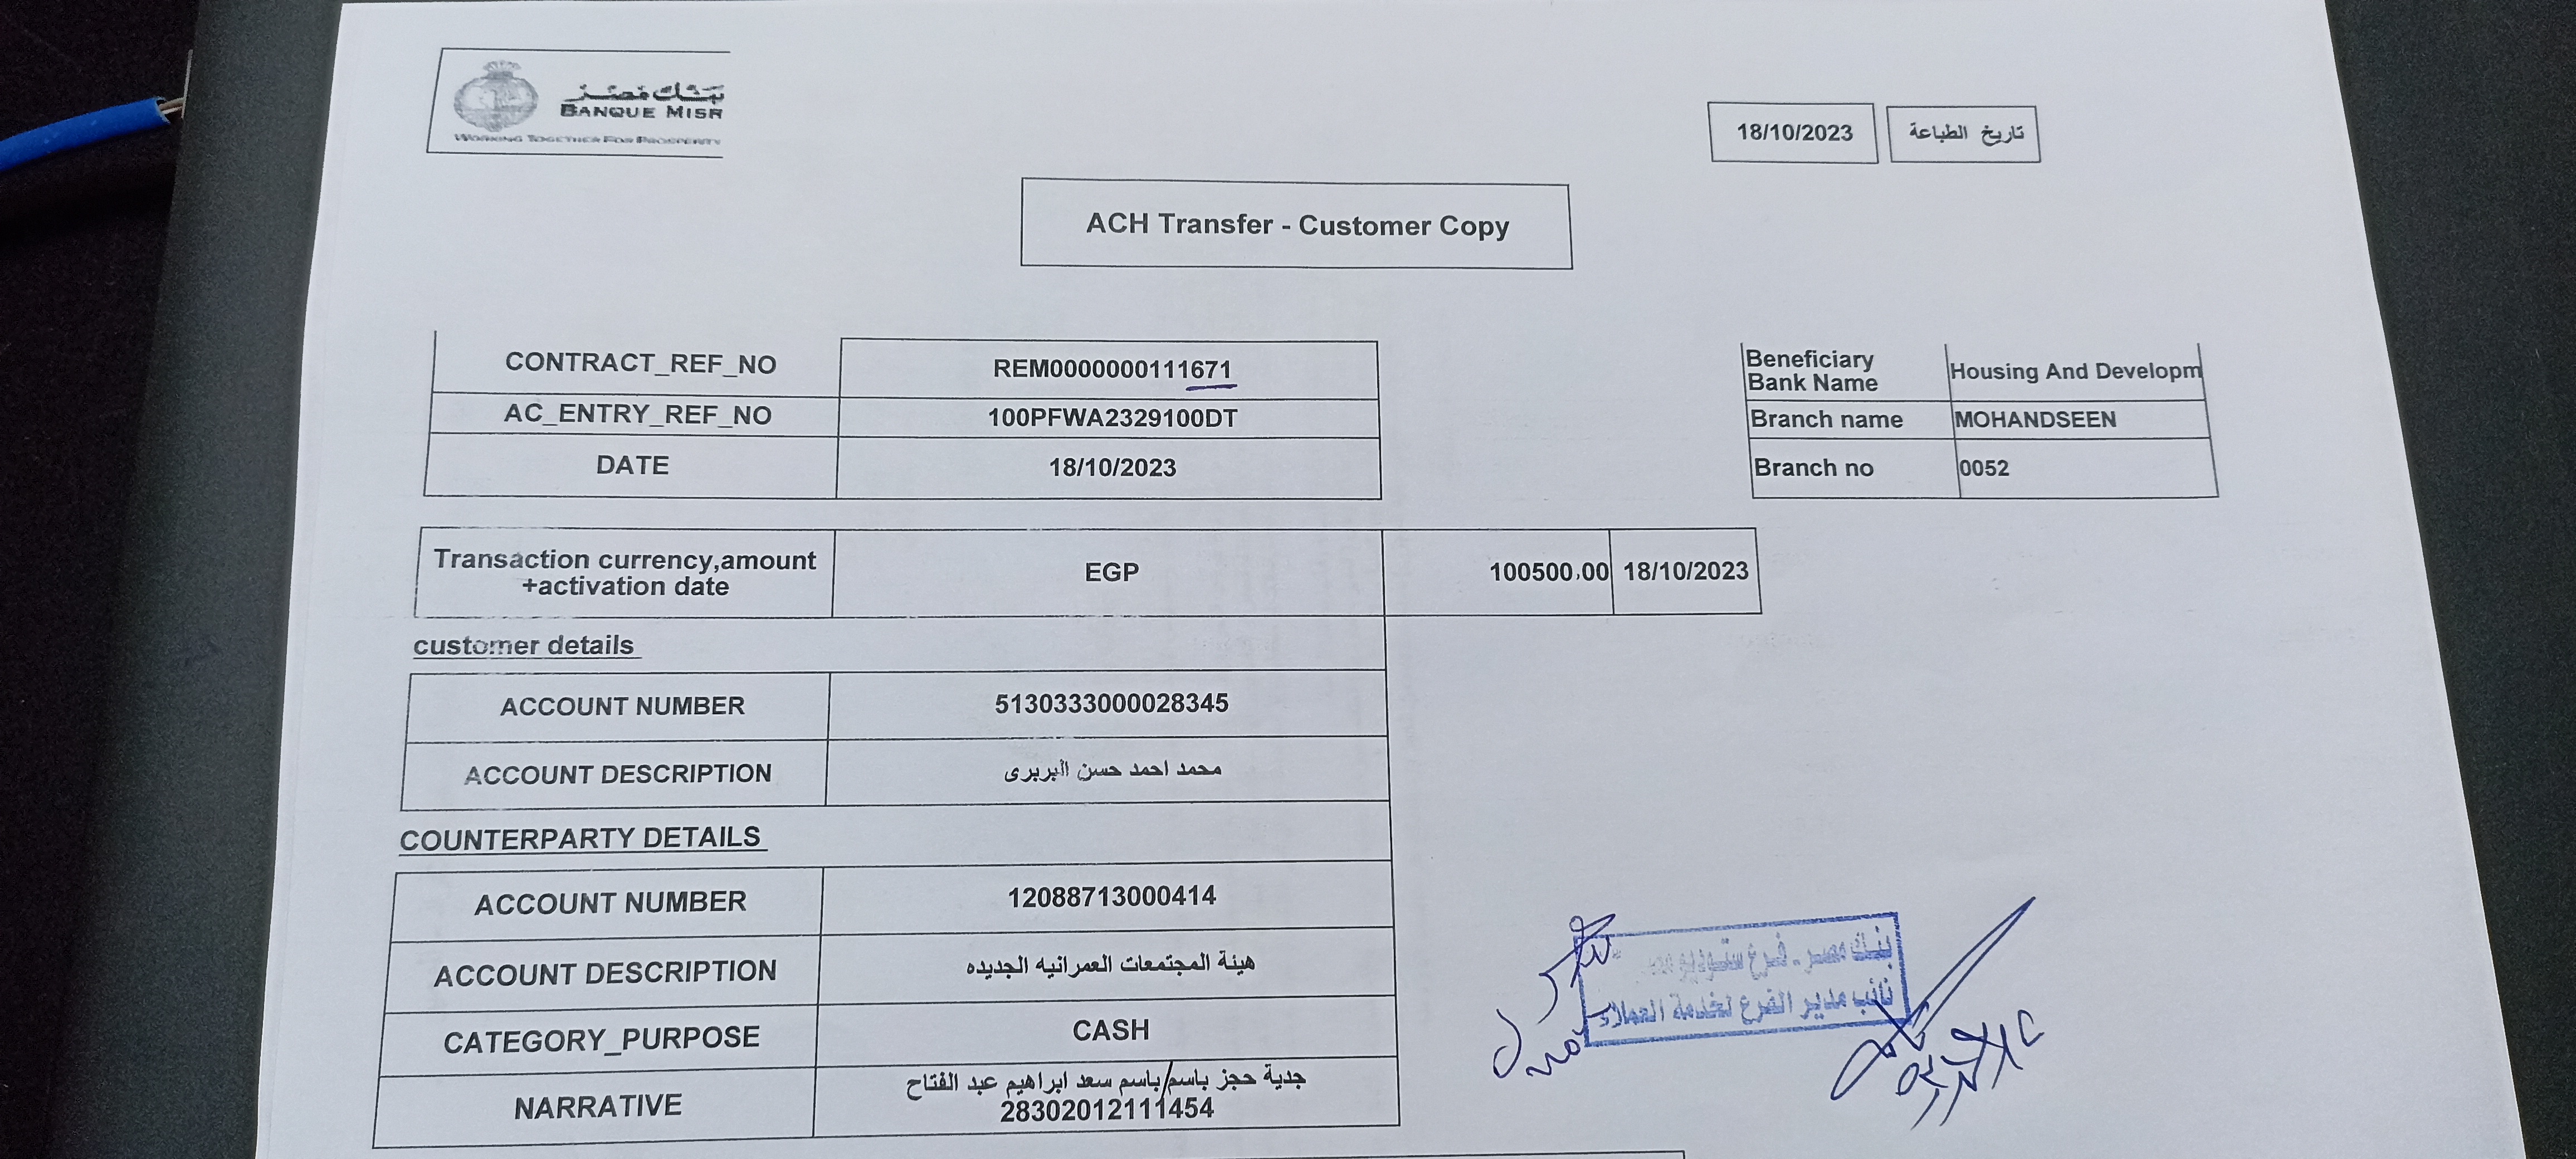 بنك مصر
BANQUE MISR
WORKING TOGETHER FOR PROSPERITY
18/10/2023 تاريخ الطباعة
ACH Transfer - Customer Copy
CONTRACT_REF_NO REM0000000111671
AC_ENTRY_REF_NO 100PFWA2329100DT
DATE 18/10/2023
Beneficiary Bank Name Housing And Developm
Branch name MOHANDSEEN
Branch no 0052
Transaction currency,amount +activation date EGP 100500.00 18/10/2023
customer details
ACCOUNT NUMBER 5130333000028345
ACCOUNT DESCRIPTION محمد احمد حسن البربرى
COUNTERPARTY DETAILS
ACCOUNT NUMBER 12088713000414
ACCOUNT DESCRIPTION هيئة المجتمعات العمرانيه الجديده
CATEGORY_PURPOSE CASH
NARRATIVE جدية حجز باسم/باسم سعد ابراهيم عبد الفتاح
28302012111454
بنك مصر - فرع ستوديو
نائب مدير الفرع لخدمة العملاء